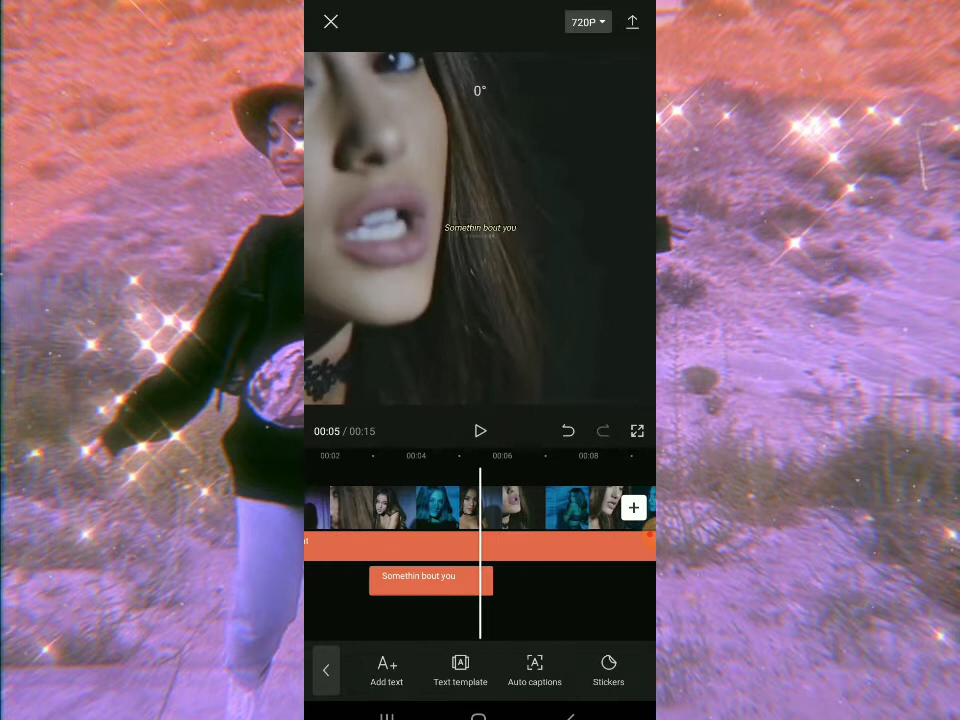 720P
0°
Somethin bout you
00:05 / 00:15
00:02
00:04
00:06
00:08
Somethin bout you
Add text
Text template
Auto captions
Stickers